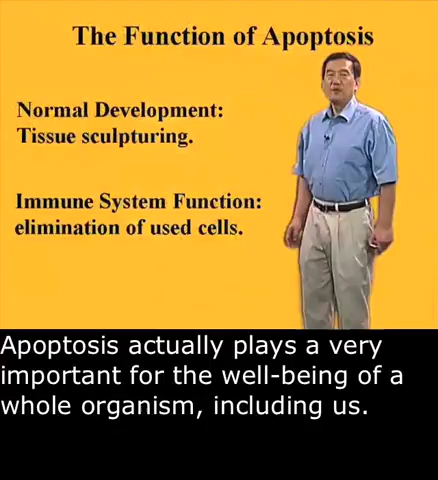 The Function of Apoptosis
Normal Development:
Tissue sculpturing.
Immune System Function:
elimination of used cells.
Apoptosis actually plays a very
important for the well-being of a
whole organism, including us.